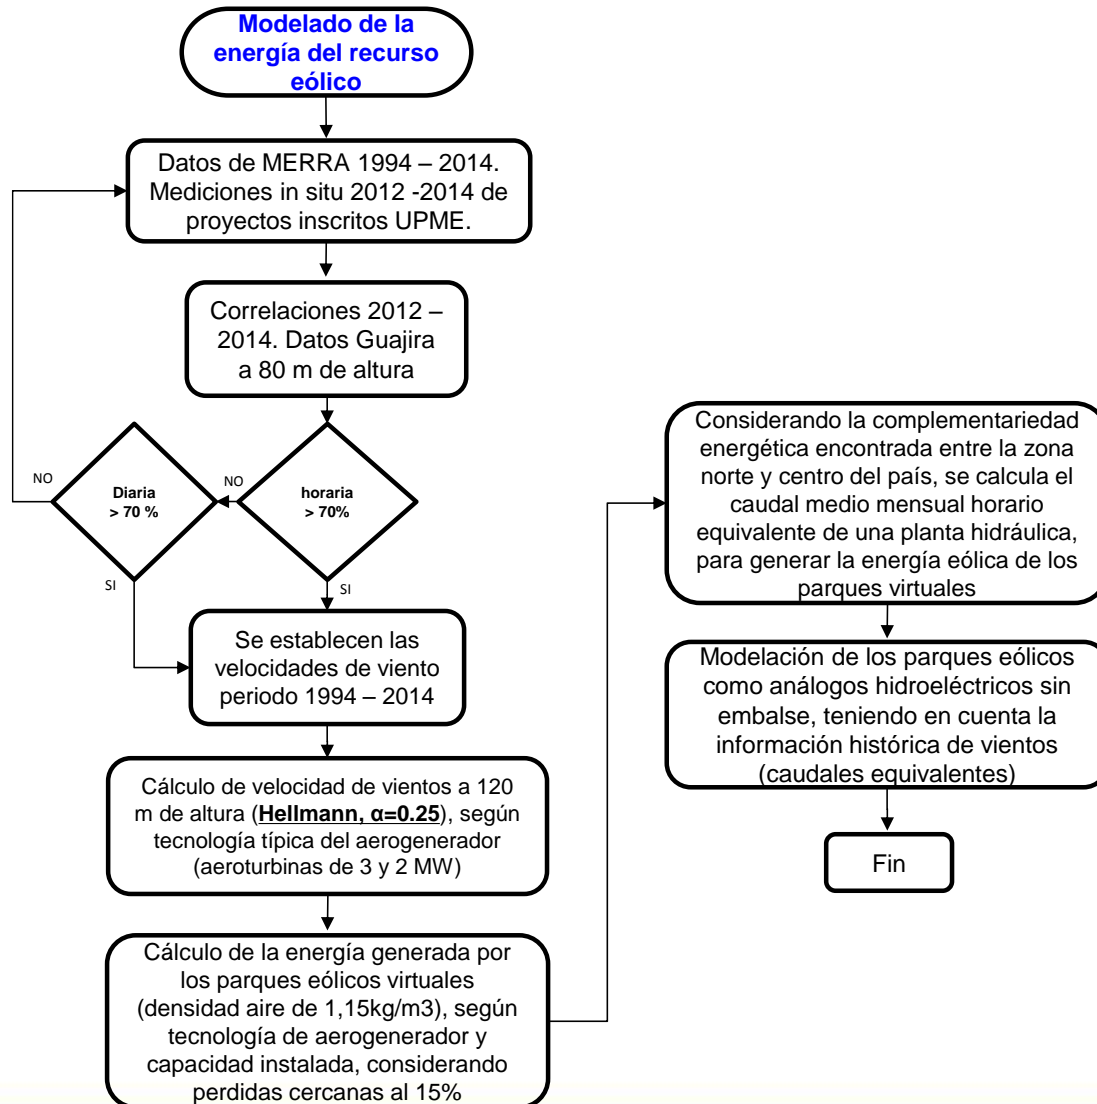 Modelado de la
energía del recurso
eólico
Datos de MERRA 1994 – 2014.
Mediciones in situ 2012 -2014 de
proyectos inscritos UPME.
Correlaciones 2012 –
2014. Datos Guajira
a 80 m de altura
NO
Diaria
> 70 %
SI
NO
horaria
> 70%
SI
Se establecen las
velocidades de viento
periodo 1994 – 2014
Cálculo de velocidad de vientos a 120
m de altura (Hellmann, α=0.25), según
tecnología típica del aerogenerador
(aeroturbinas de 3 y 2 MW)
Cálculo de la energía generada por
los parques eólicos virtuales
(densidad aire de 1,15kg/m3), según
tecnología de aerogenerador y
capacidad instalada, considerando
perdidas cercanas al 15%
Considerando la complementariedad
energética encontrada entre la zona
norte y centro del país, se calcula el
caudal medio mensual horario
equivalente de una planta hidráulica,
para generar la energía eólica de los
parques virtuales
Modelación de los parques eólicos
como análogos hidroeléctricos sin
embalse, teniendo en cuenta la
información histórica de vientos
(caudales equivalentes)
Fin